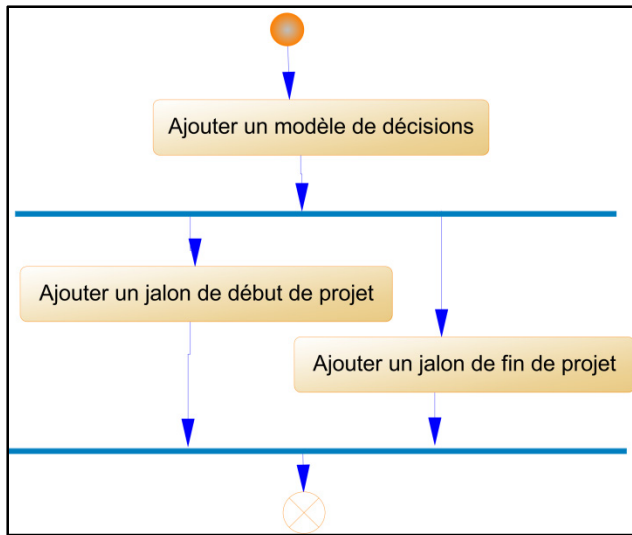 Ajouter un modèle de décisions
Ajouter un jalon de début de projet
Ajouter un jalon de fin de projet